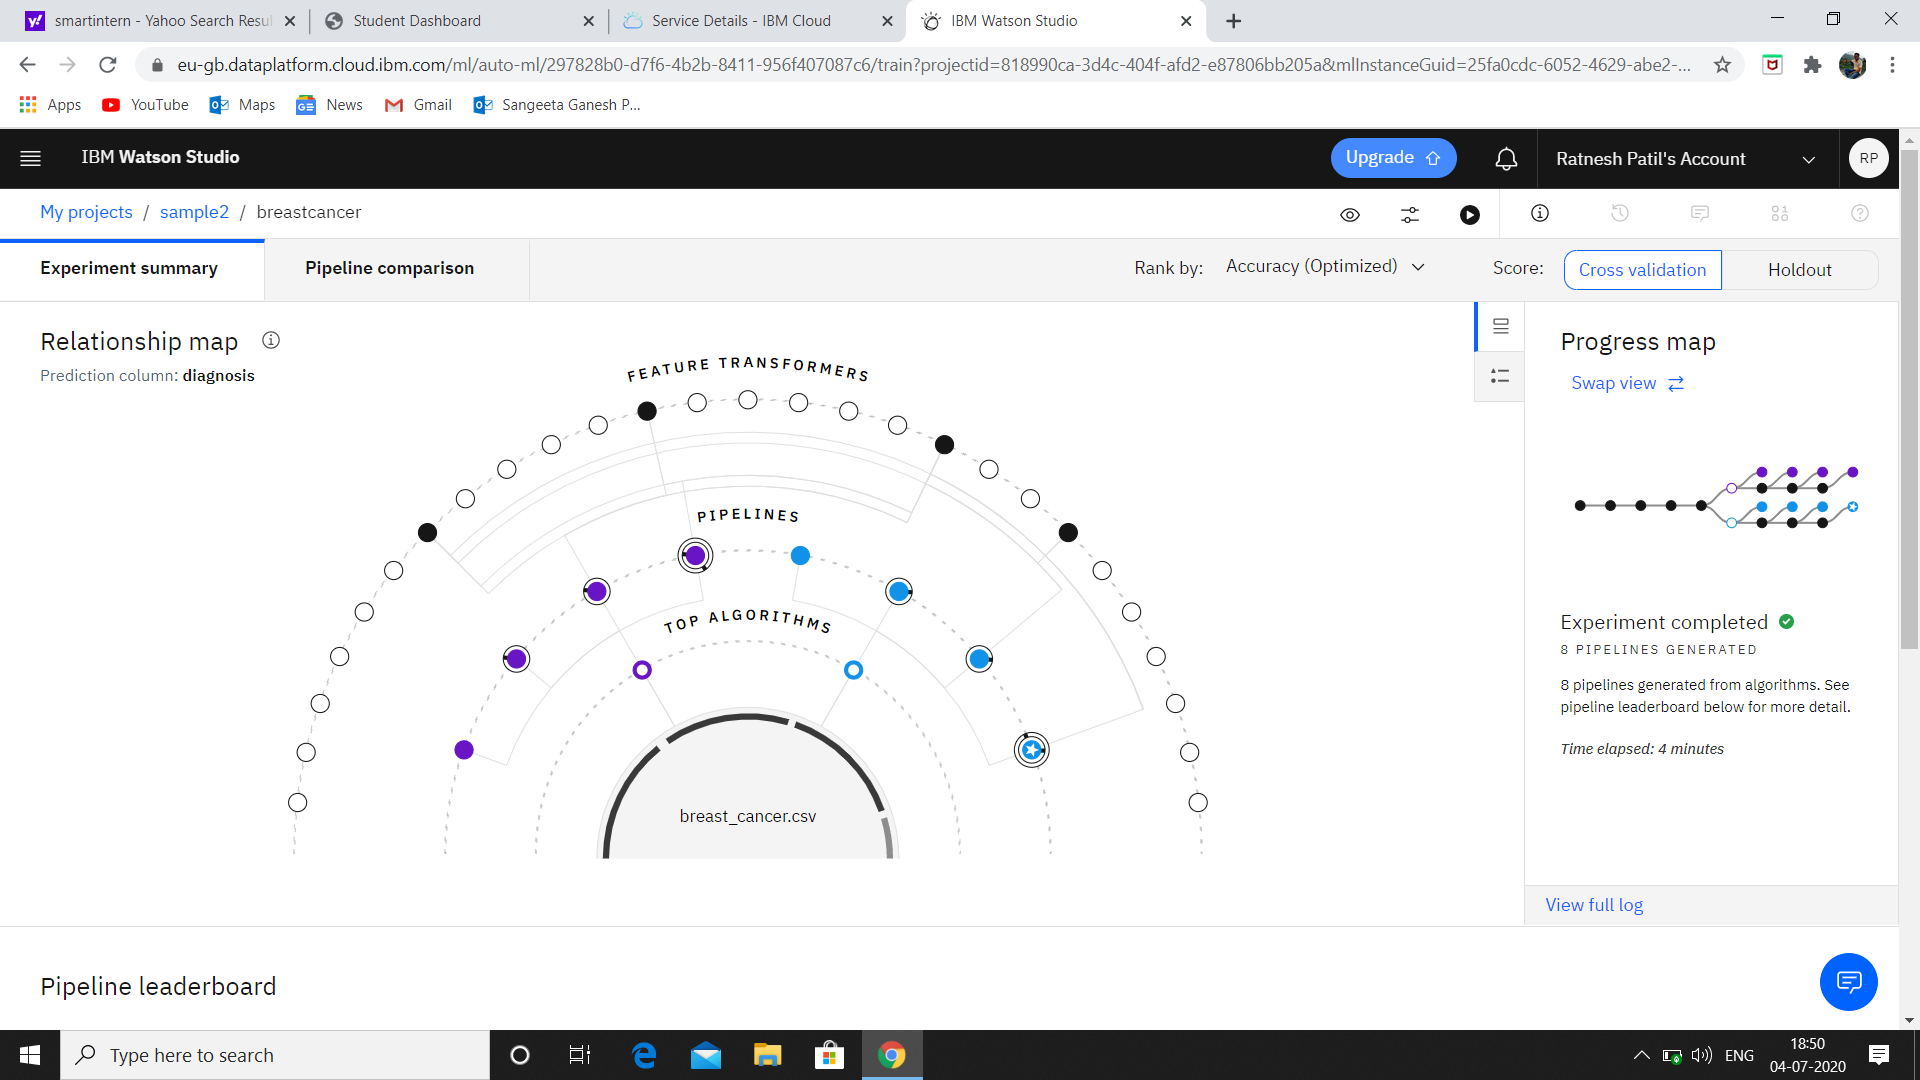 smartintern - Yahoo Search Resul
Student Dashboard
Service Details - IBM Cloud
IBM Watson Studio
eu-gb.dataplatform.cloud.ibm.com/ml/auto-ml/297828b0-d7f6-4b2b-8411-956f407087c6/train?projectid=818990ca-3d4c-404f-afd2-e87806bb205a&mlInstanceGuid=25fa0cdc-6052-4629-abe2-...
Apps
YouTube
Maps
News
Gmail
Sangeeta Ganesh P...
IBM Watson Studio
Upgrade
Ratnesh Patil's Account
RP
My projects / sample2 / breastcancer
Experiment summary
Pipeline comparison
Rank by: Accuracy (Optimized)
Score: Cross validation Holdout
Relationship map
Prediction column: diagnosis
FEATURE TRANSFORMERS
PIPELINES
TOP ALGORITHMS
breast_cancer.csv
Progress map
Swap view
Experiment completed
8 PIPELINES GENERATED
8 pipelines generated from algorithms. See
pipeline leaderboard below for more detail.
Time elapsed: 4 minutes
View full log
Pipeline leaderboard
Type here to search
ENG
18:50
04-07-2020